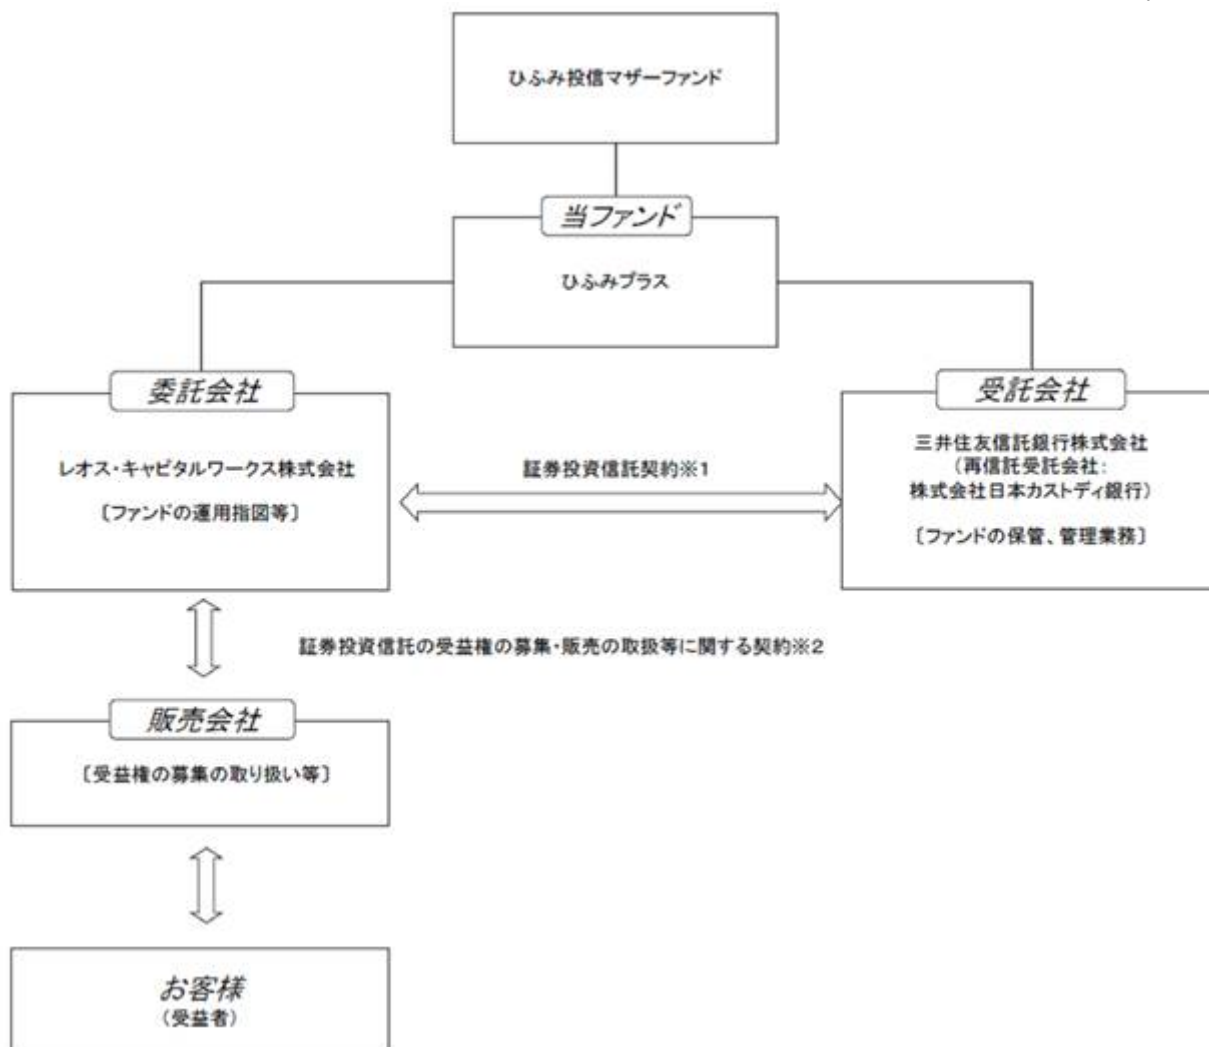 ひふみ投信マザーファンド
当ファンド
ひふみプラス
委託会社
レオス・キャピタルワークス株式会社
〔ファンドの運用指図等〕
証券投資信託契約※1
受託会社
三井住友信託銀行株式会社
(再信託受託会社:
株式会社日本カストディ銀行)
〔ファンドの保管、管理業務〕
証券投資信託の受益権の募集・販売の取扱等に関する契約※2
販売会社
〔受益権の募集の取り扱い等〕
お客様
(受益者)